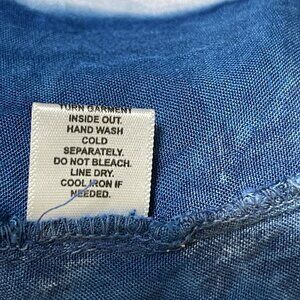 TURN GARMENT
INSIDE OUT.
HAND WASH
COLD
SEPARATELY.
DO NOT BLEACH.
LINE DRY.
COOL IRON IF
NEEDED.